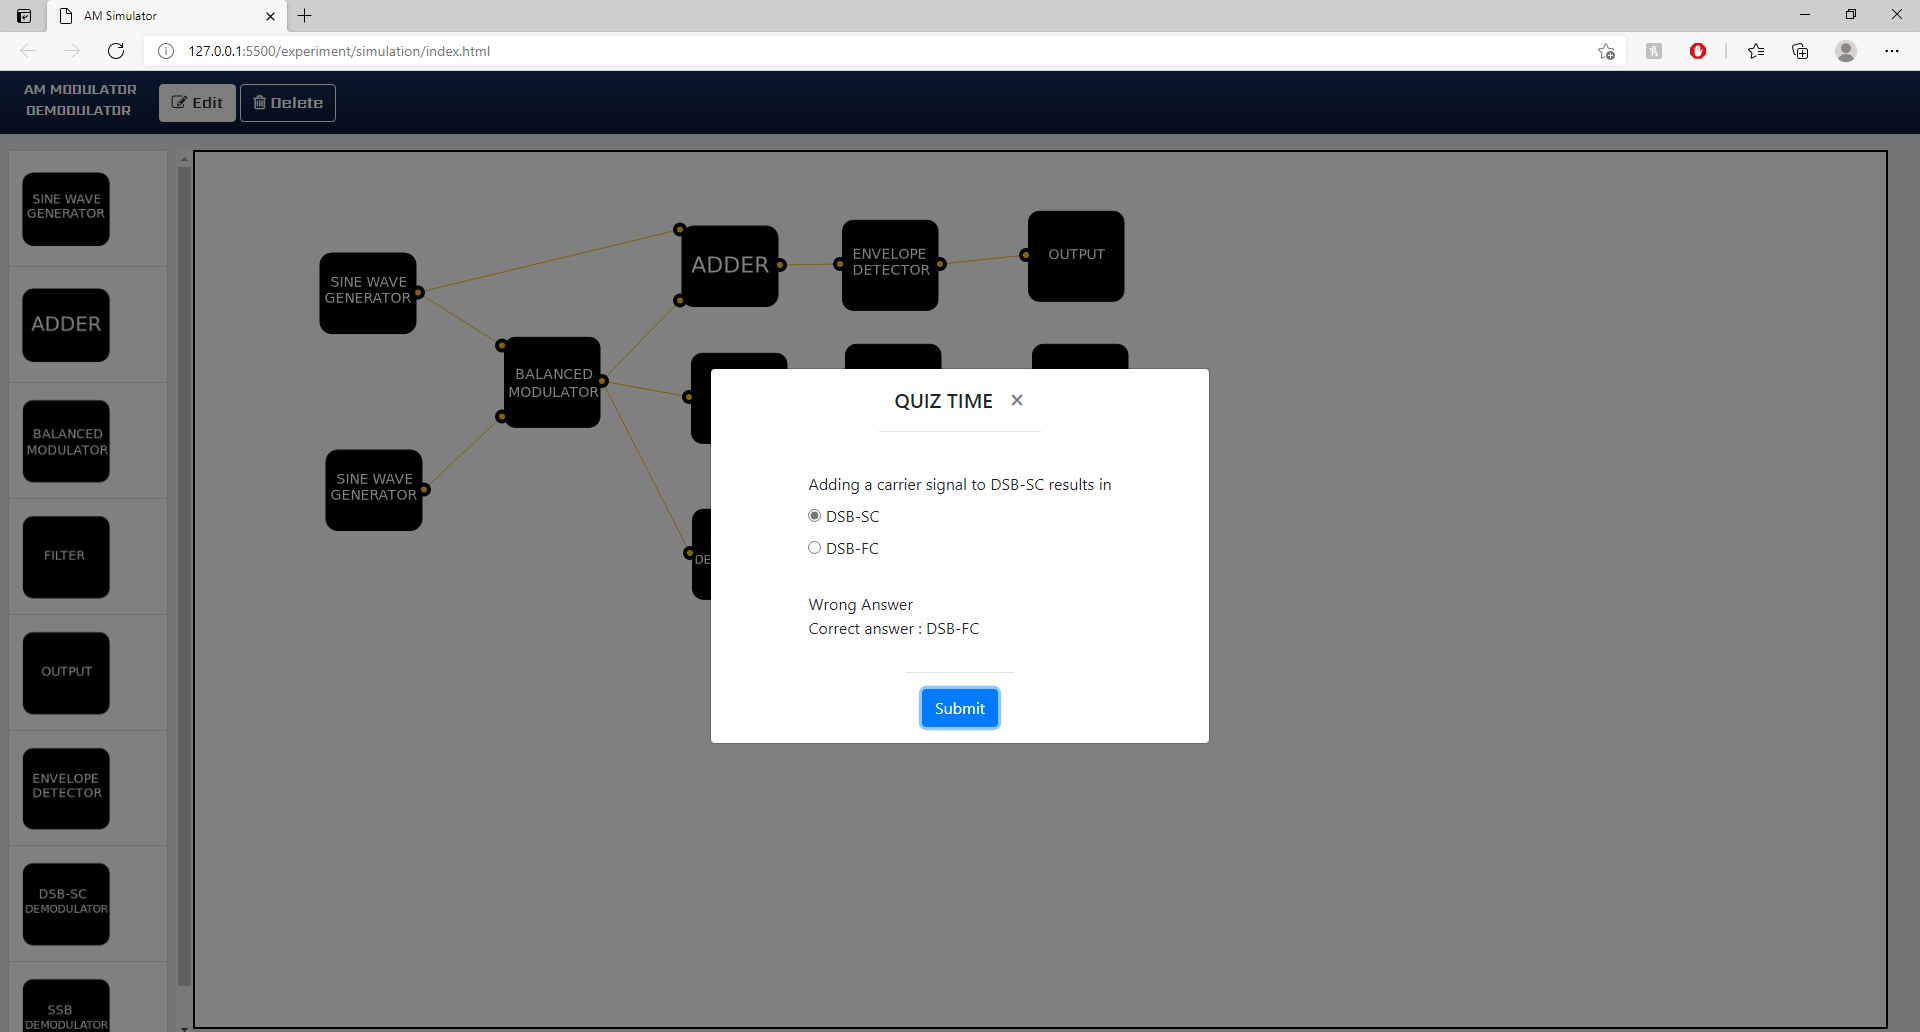 AM Simulator
127.0.0.1:5500/experiment/simulation/index.html
AM MODULATOR
DEMODULATOR
Edit
Delete
SINE WAVE
GENERATOR
ADDER
BALANCED
MODULATOR
FILTER
OUTPUT
ENVELOPE
DETECTOR
DSB-SC
DEMODULATOR
SSB
DEMODULATOR
SINE WAVE
GENERATOR
SINE WAVE
GENERATOR
BALANCED
MODULATOR
ADDER
ENVELOPE
DETECTOR
OUTPUT
DE
QUIZ TIME ×
Adding a carrier signal to DSB-SC results in
DSB-SC
DSB-FC
Wrong Answer
Correct answer : DSB-FC
Submit